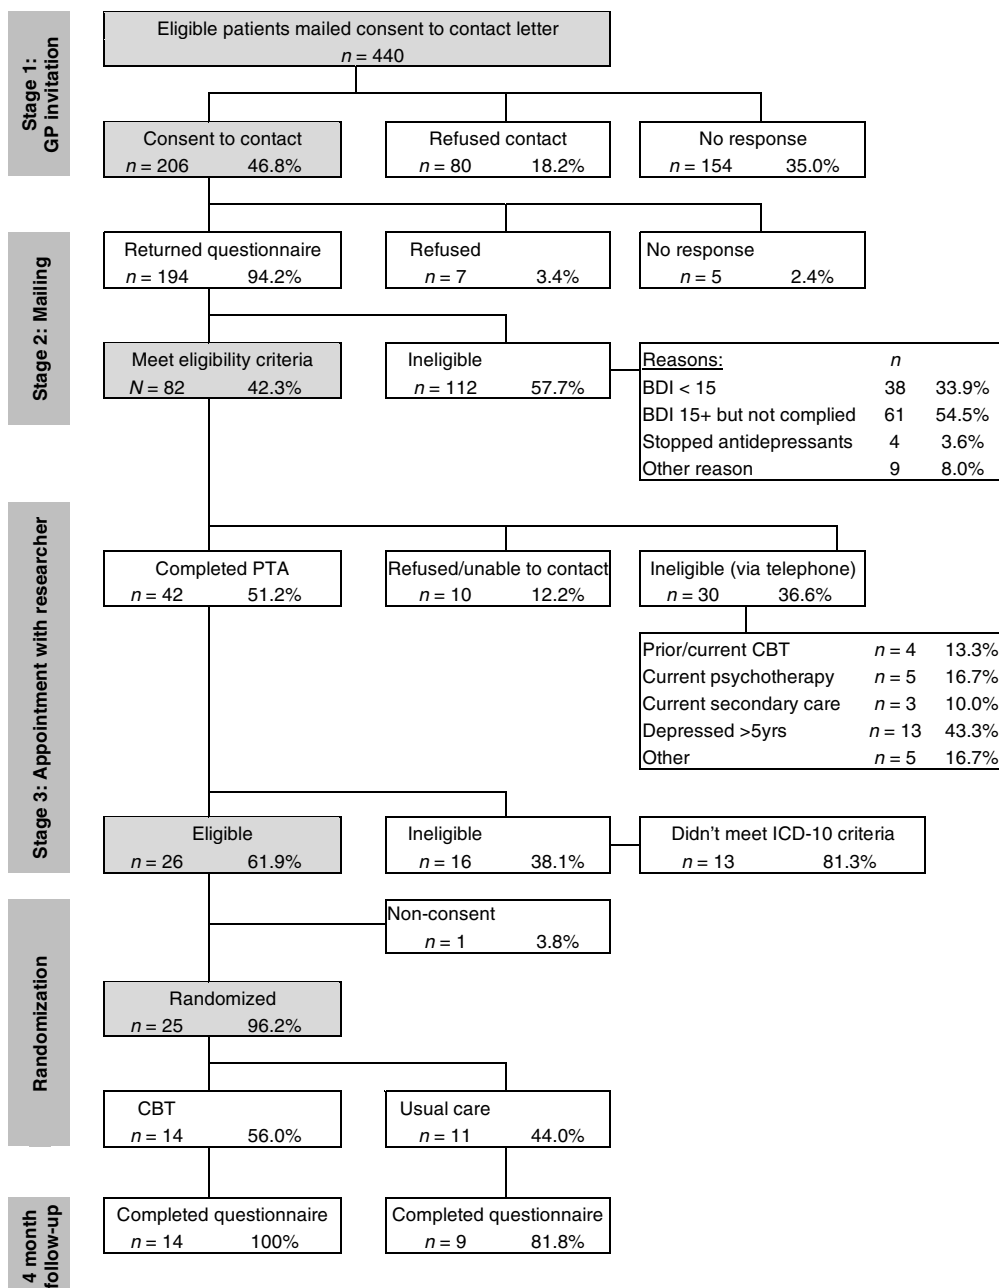 Stage 1:
GP invitation
Eligible patients mailed consent to contact letter
n = 440
Consent to contact
n = 206 46.8%
Refused contact
n = 80 18.2%
No response
n = 154 35.0%
Stage 2: Mailing
Returned questionnaire
n = 194 94.2%
Refused
n = 7 3.4%
No response
n = 5 2.4%
Meet eligibility criteria
N = 82 42.3%
Ineligible
n = 112 57.7%
Reasons: n
BDI < 15 38 33.9%
BDI 15+ but not complied 61 54.5%
Stopped antidepressants 4 3.6%
Other reason 9 8.0%
Stage 3: Appointment with researcher
Completed PTA
n = 42 51.2%
Refused/unable to contact
n = 10 12.2%
Ineligible (via telephone)
n = 30 36.6%
Prior/current CBT n = 4 13.3%
Current psychotherapy n = 5 16.7%
Current secondary care n = 3 10.0%
Depressed >5yrs n = 13 43.3%
Other n = 5 16.7%
Eligible
n = 26 61.9%
Ineligible
n = 16 38.1%
Didn't meet ICD-10 criteria
n = 13 81.3%
Randomization
Non-consent
n = 1 3.8%
Randomized
n = 25 96.2%
CBT
n = 14 56.0%
Usual care
n = 11 44.0%
4 month
follow-up
Completed questionnaire
n = 14 100%
Completed questionnaire
n = 9 81.8%